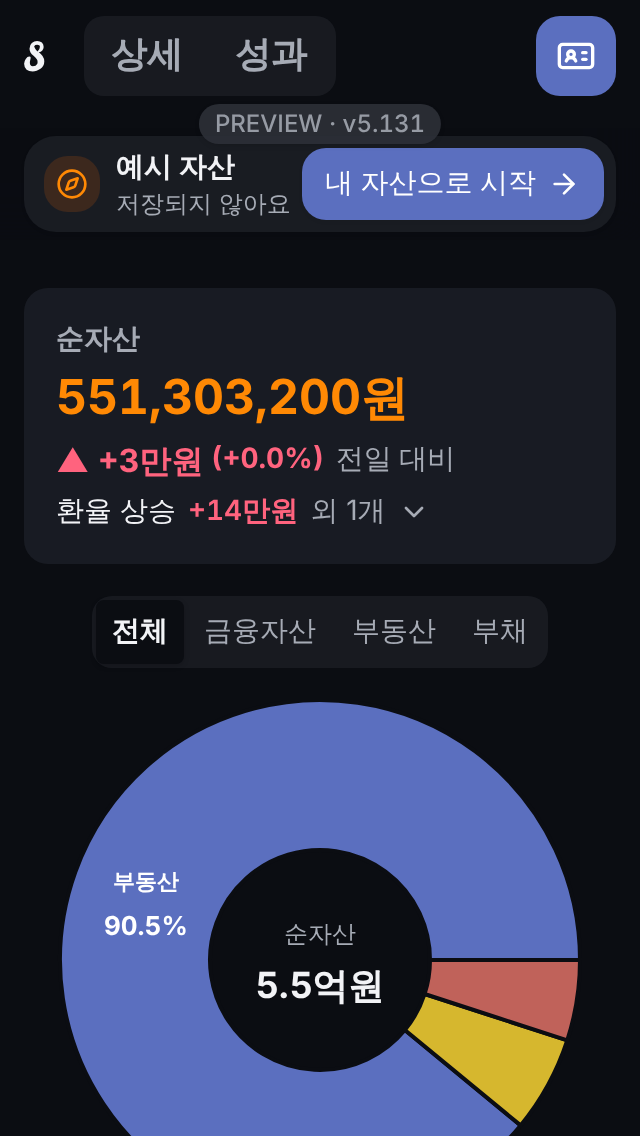 S
상세 성과
PREVIEW · v5.131
예시 자산
저장되지 않아요
내 자산으로 시작 →
순자산
551,303,200원
▲ +3만원 (+0.0%) 전일 대비
환율 상승 +14만원 외 1개
전체 금융자산 부동산 부채
부동산
90.5%
순자산
5.5억원